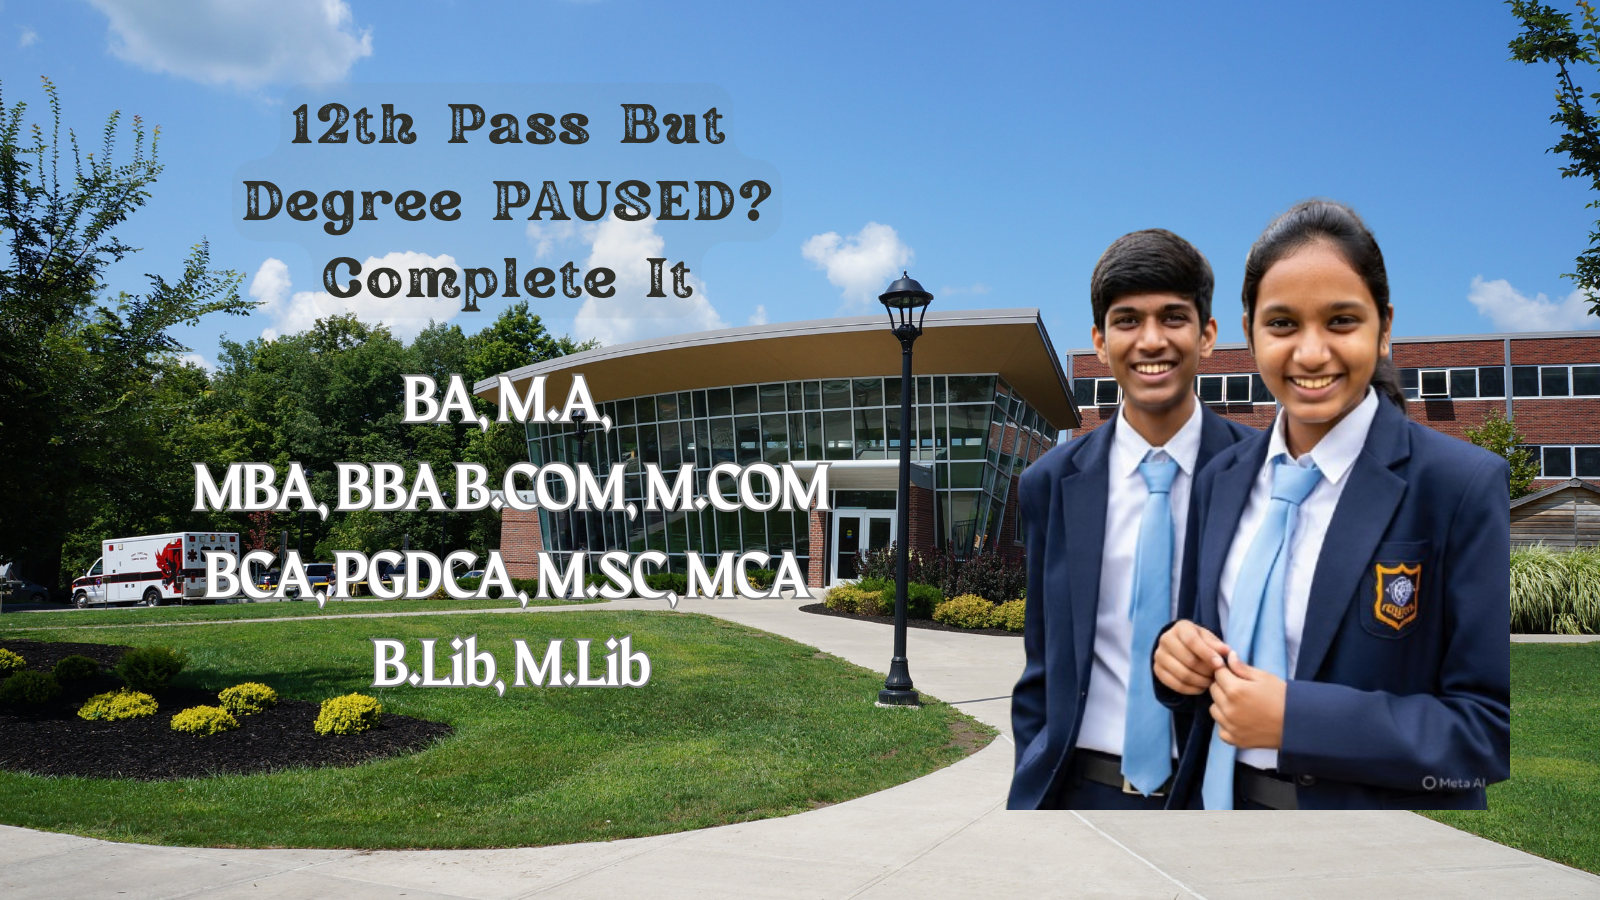 12th Pass But
Degree PAUSED?
Complete It
BA, M.A,
MBA, BBA B.COM, M.COM
BCA, PGDCA, M.SC, MCA
B.Lib, M.Lib
Meta AI